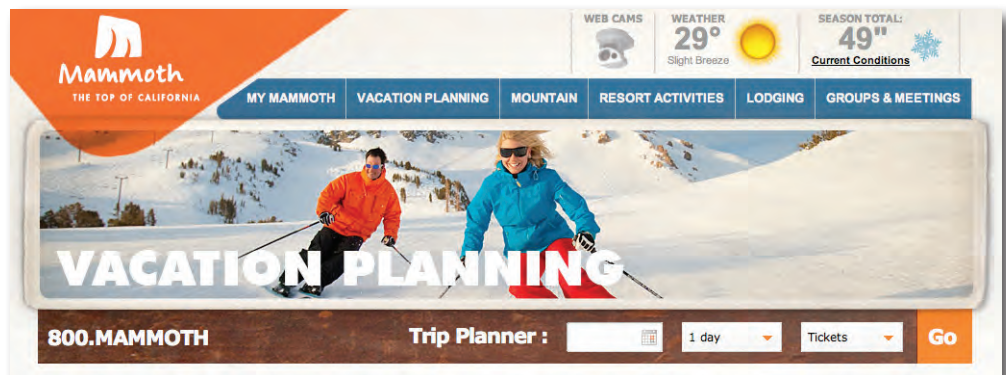 Mammoth
THE TOP OF CALIFORNIA
WEB CAMS
WEATHER
29°
Slight Breeze
SEASON TOTAL:
49"
Current Conditions
MY MAMMOTH
VACATION PLANNING
MOUNTAIN
RESORT ACTIVITIES
LODGING
GROUPS & MEETINGS
VACATION PLANNING
800.MAMMOTH
Trip Planner :
1 day
Tickets
Go